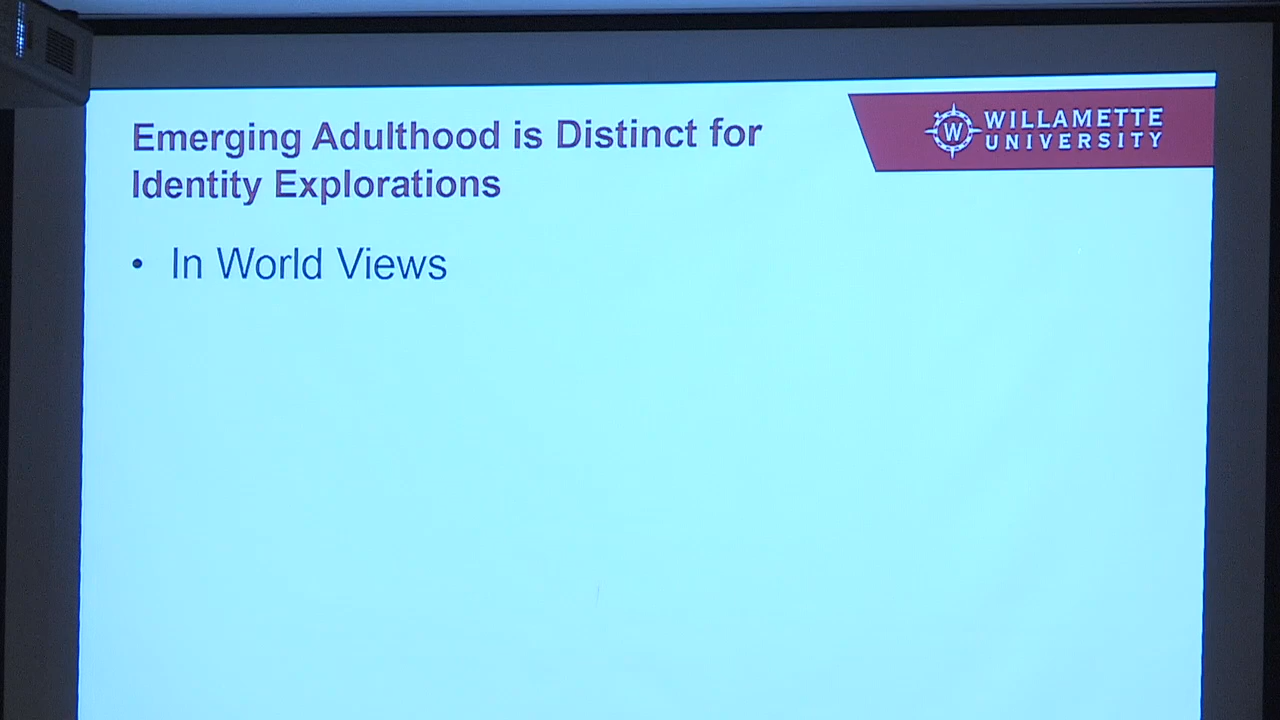 Emerging Adulthood is Distinct for
Identity Explorations
W
WILLAMETTE
UNIVERSITY
• In World Views